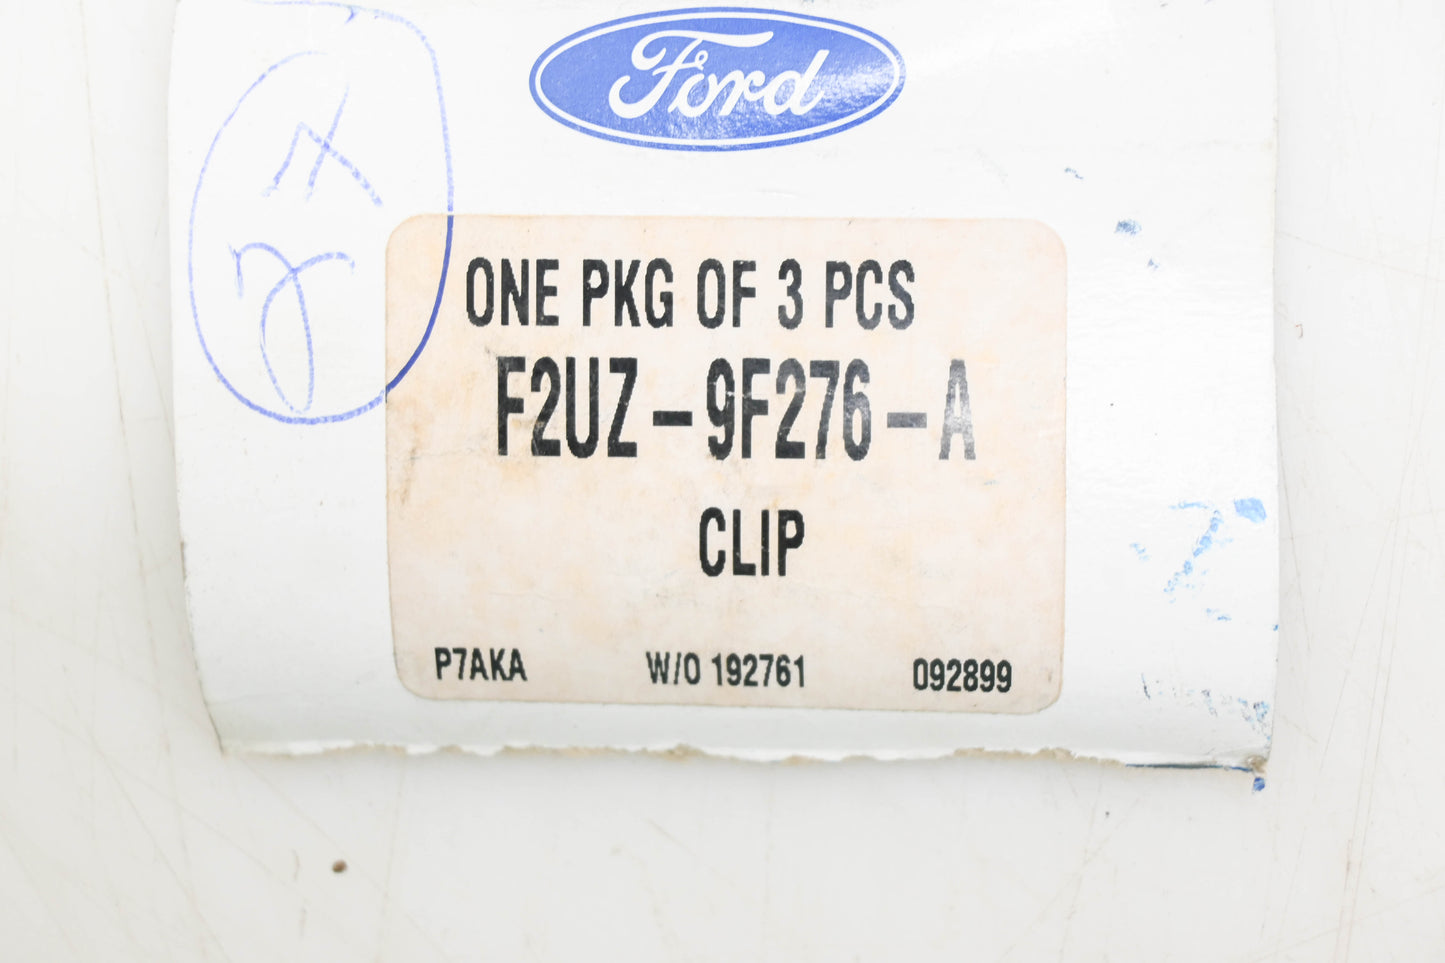 Ford
ONE PKG OF 3 PCS
F2UZ-9F276-A
CLIP
P7AKA W/O 192761 092899